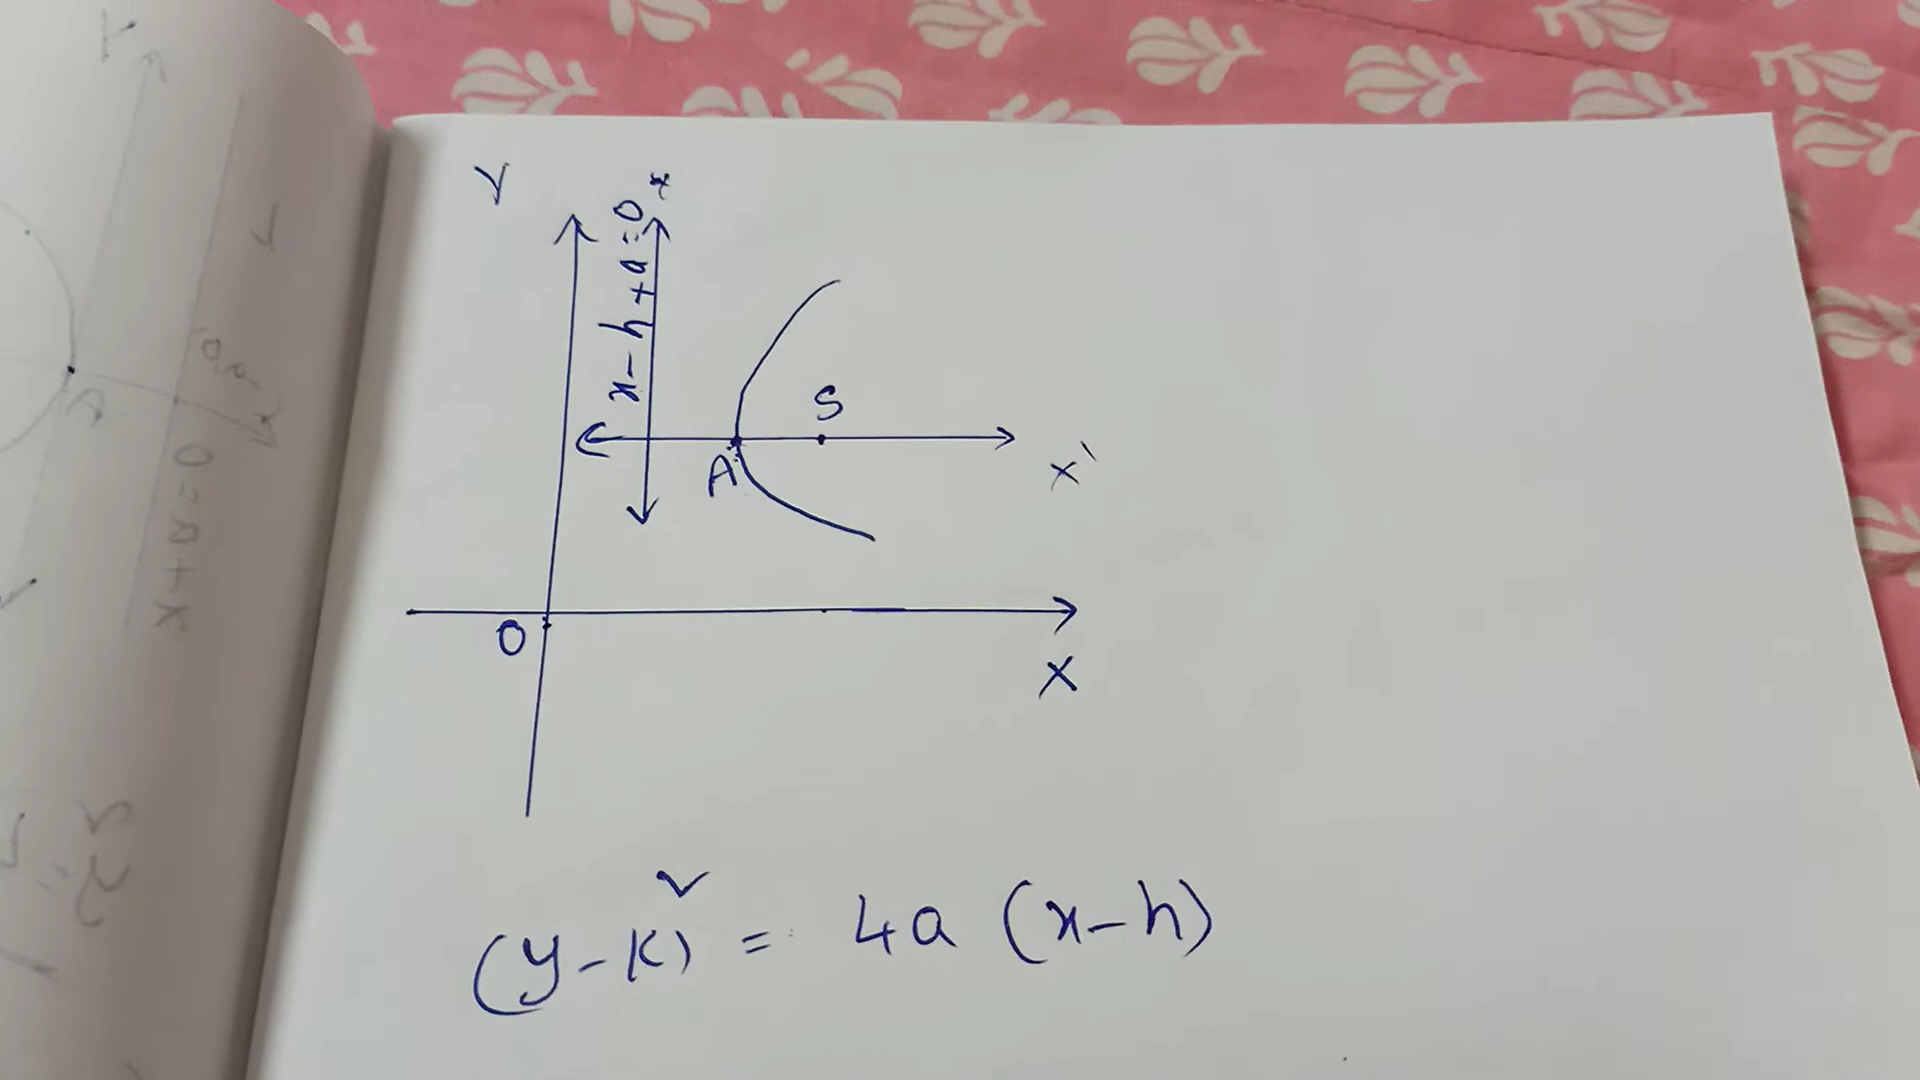 Y
x-h+a=0
S
A
X'
O
X
(y-k)² = 4a (x-h)